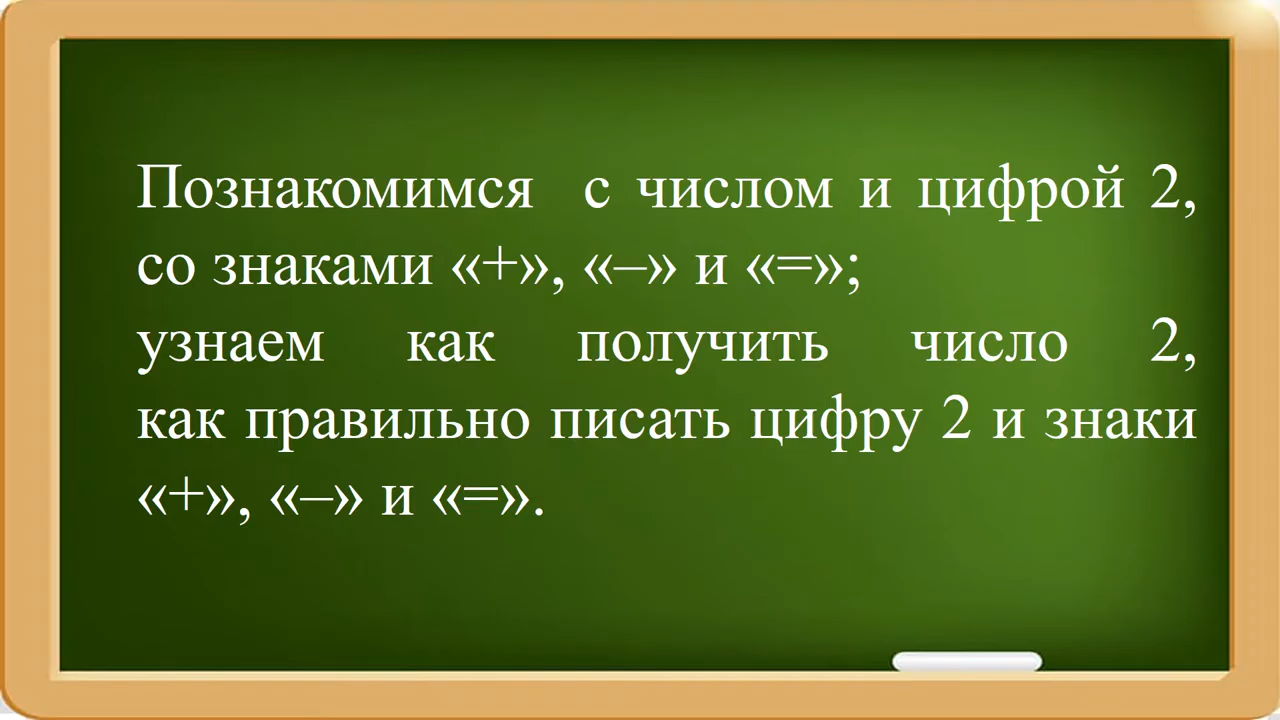 Познакомимся с числом и цифрой 2,
со знаками «+», «–» и «=»;
узнаем как получить число 2,
как правильно писать цифру 2 и знаки
«+», «–» и «=».